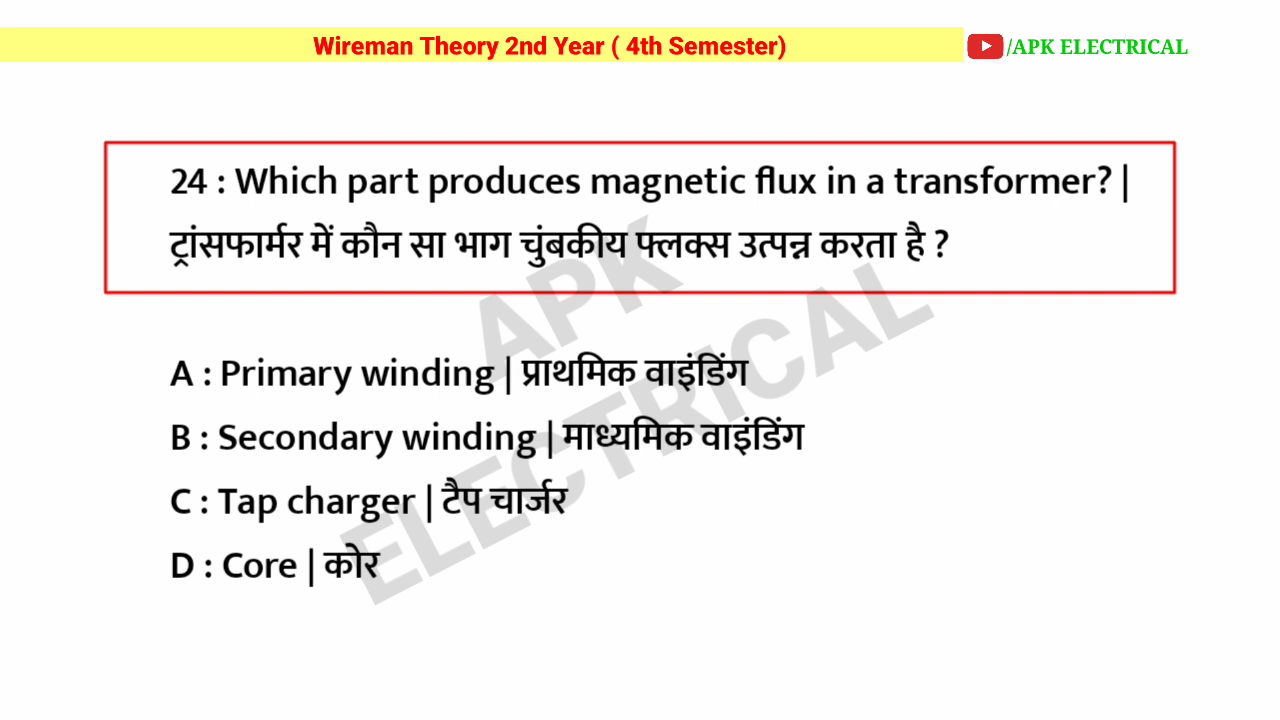 Wireman Theory 2nd Year ( 4th Semester)
/APK ELECTRICAL
24 : Which part produces magnetic flux in a transformer? |
ट्रांसफार्मर में कौन सा भाग चुंबकीय फ्लक्स उत्पन्न करता है ?
A : Primary winding | प्राथमिक वाइंडिंग
B : Secondary winding | माध्यमिक वाइंडिंग
C : Tap charger | टैप चार्जर
D : Core | कोर
APK
ELECTRICAL